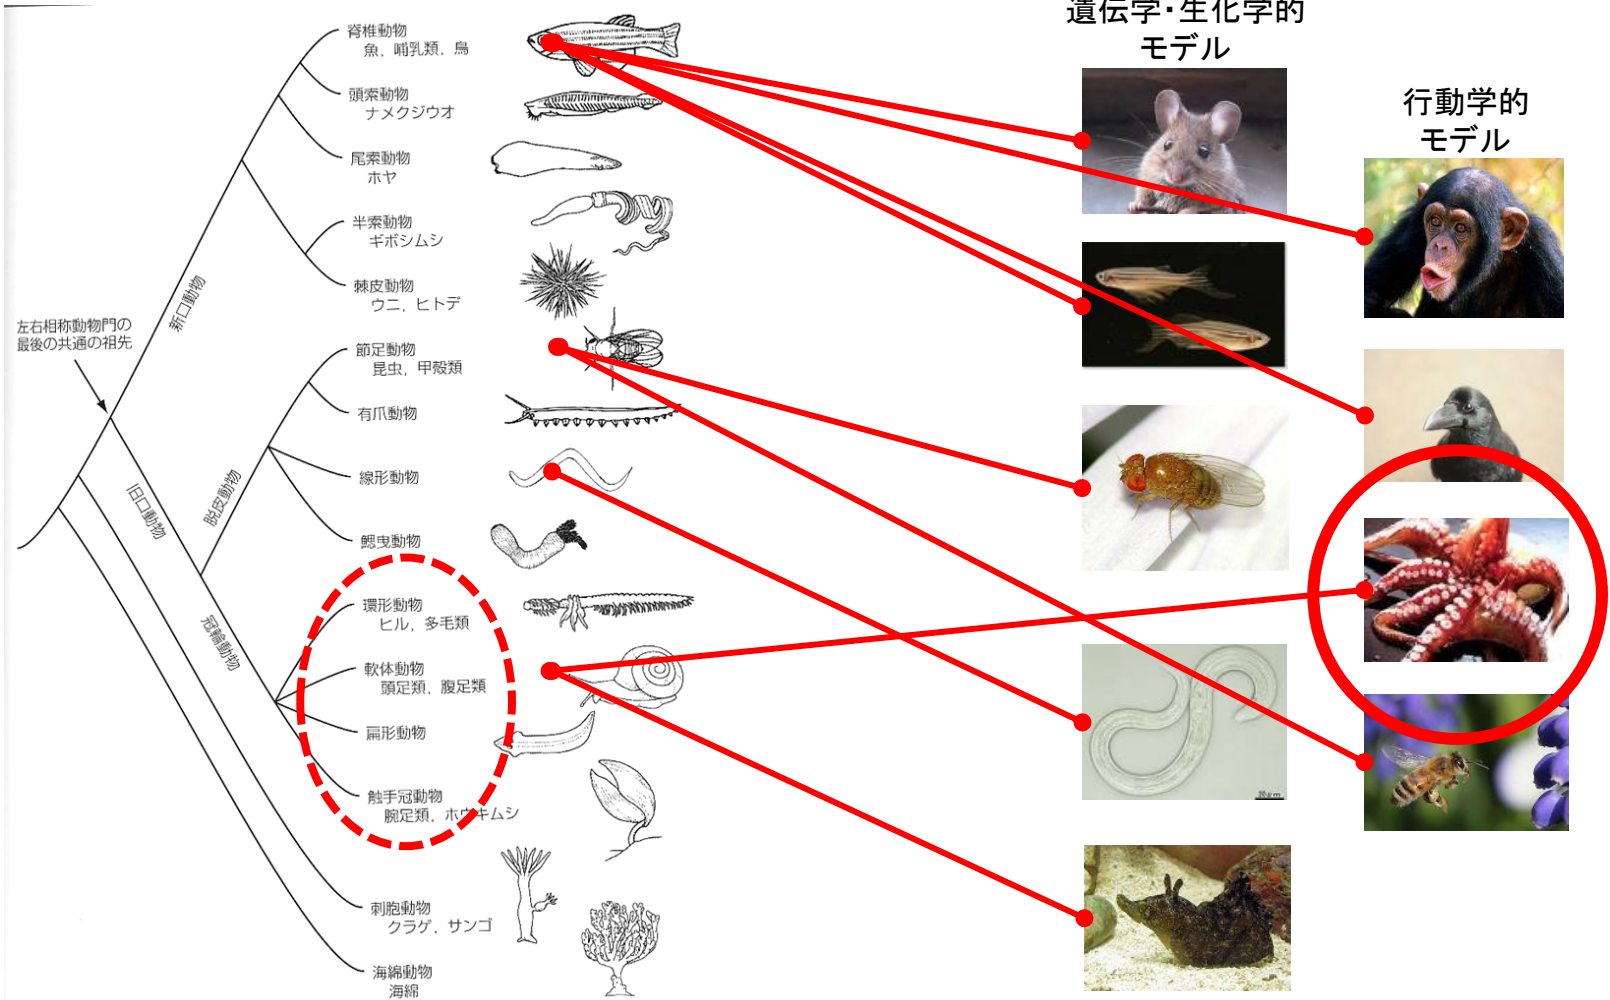 遺伝学・生化学的
モデル
行動学的
モデル
脊椎動物
魚，哺乳類，鳥
頭索動物
ナメクジウオ
尾索動物
ホヤ
半索動物
ギボシムシ
棘皮動物
ウニ，ヒトデ
新口動物
左右相称動物門の
最後の共通の祖先
節足動物
昆虫，甲殻類
有爪動物
線形動物
脱皮動物
旧口動物
鰓曳動物
環形動物
ヒル，多毛類
冠輪動物
軟体動物
頭足類，腹足類
扁形動物
触手冠動物
腕足類，ホウキムシ
刺胞動物
クラゲ，サンゴ
海綿動物
海綿